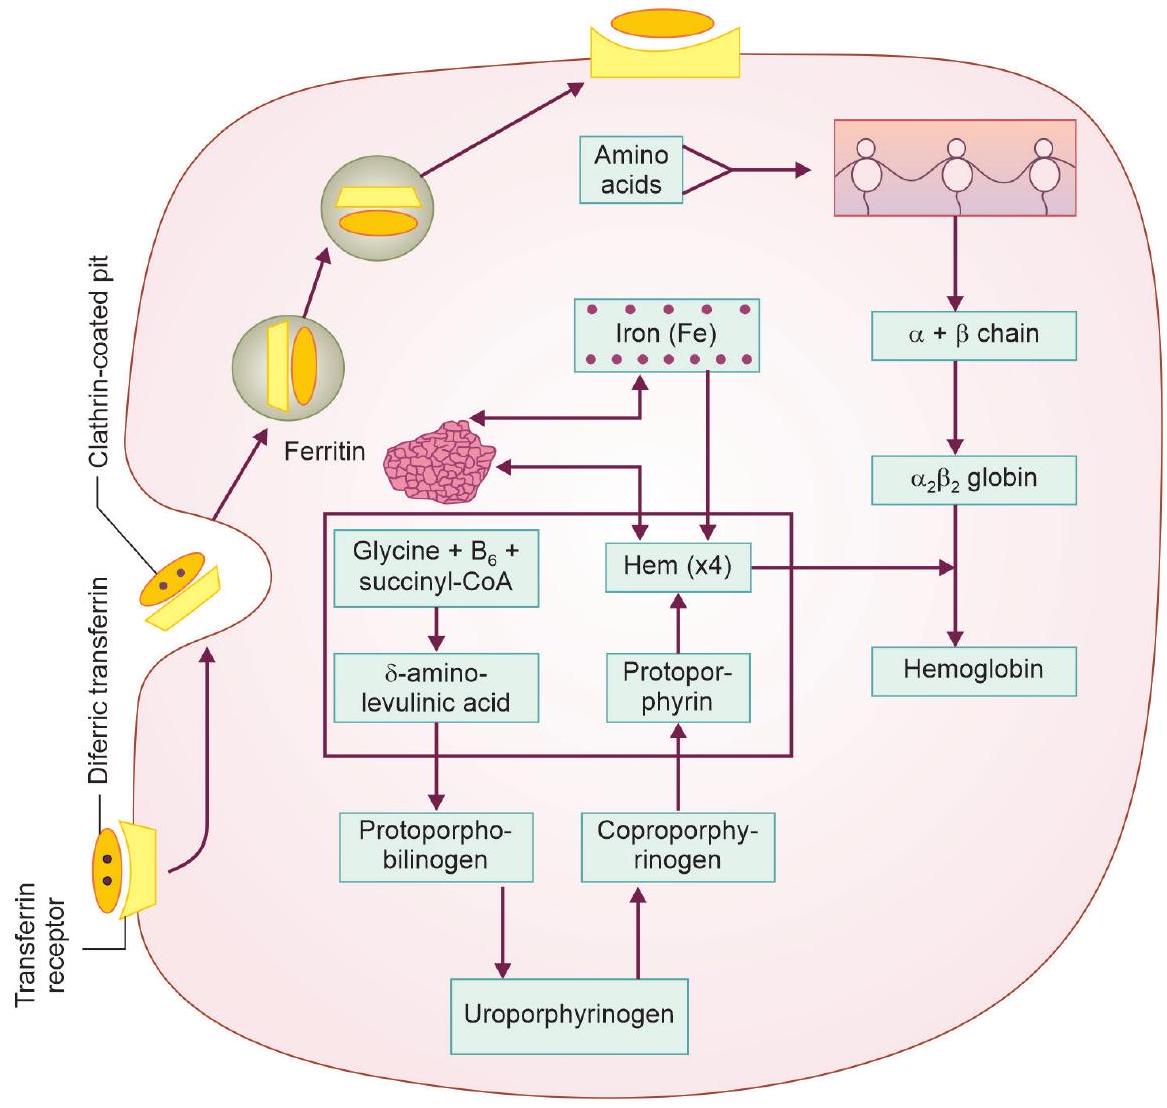 Amino
acids
Iron (Fe)
α + β chain
Ferritin
α₂β₂ globin
Clathrin-coated pit
Glycine + B₆ +
succinyl-CoA
Hem (x4)
δ-amino-
levulinic acid
Protopor-
phyrin
Hemoglobin
Diferric transferrin
Protoporpho-
bilinogen
Coproporphy-
rinogen
Transferrin
receptor
Uroporphyrinogen